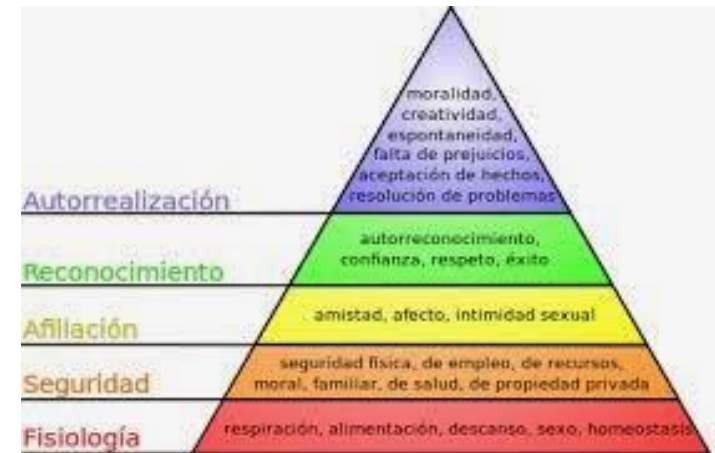 moralidad,
creatividad,
espontaneidad,
falta de prejuicios,
aceptación de hechos,
resolución de problemas
Autorrealización
autorreconocimiento,
confianza, respeto, éxito
Reconocimiento
amistad, afecto, intimidad sexual
Afiliación
seguridad física, de empleo, de recursos,
moral, familiar, de salud, de propiedad privada
Seguridad
respiración, alimentación, descanso, sexo, homeostasis
Fisiología